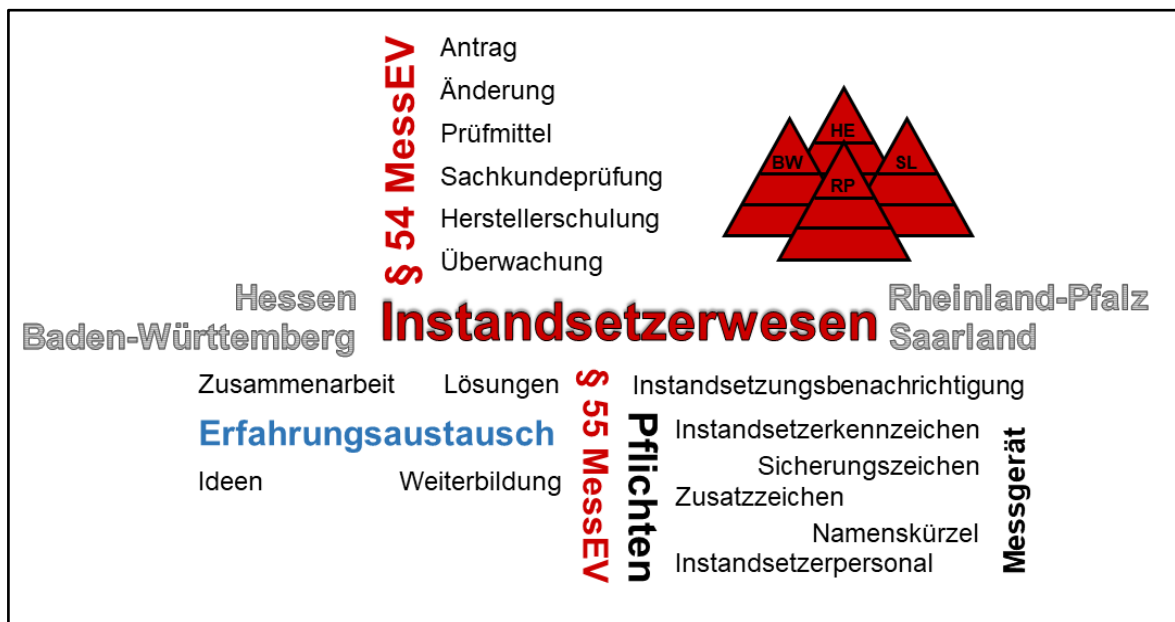 § 54 MessEV
Antrag
Änderung
Prüfmittel
Sachkundeprüfung
Herstellerschulung
Überwachung
HE
BW
SL
RP
Hessen
Baden-Württemberg
Instandsetzerwesen
Rheinland-Pfalz
Saarland
Zusammenarbeit Lösungen
Erfahrungsaustausch
Ideen Weiterbildung
§ 55 MessEV
Pflichten
Instandsetzungsbenachrichtigung
Instandsetzerkennzeichen
Sicherungszeichen
Zusatzzeichen
Namenskürzel
Instandsetzerpersonal
Messgerät